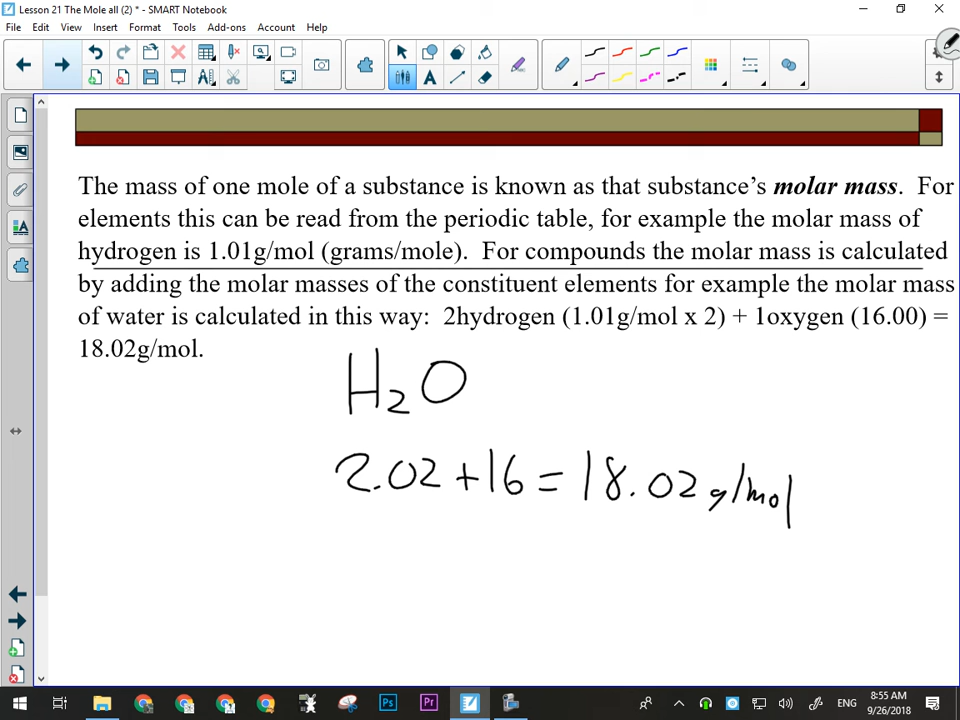 Lesson 21 The Mole all (2) * - SMART Notebook
File Edit View Insert Format Tools Add-ons Account Help
The mass of one mole of a substance is known as that substance’s molar mass. For
elements this can be read from the periodic table, for example the molar mass of
hydrogen is 1.01g/mol (grams/mole). For compounds the molar mass is calculated
by adding the molar masses of the constituent elements for example the molar mass
of water is calculated in this way: 2hydrogen (1.01g/mol x 2) + 1oxygen (16.00) =
18.02g/mol.
H₂O
2.02+16=18.02 g/mol
Ps Pr ENG 8:55 AM
9/26/2018